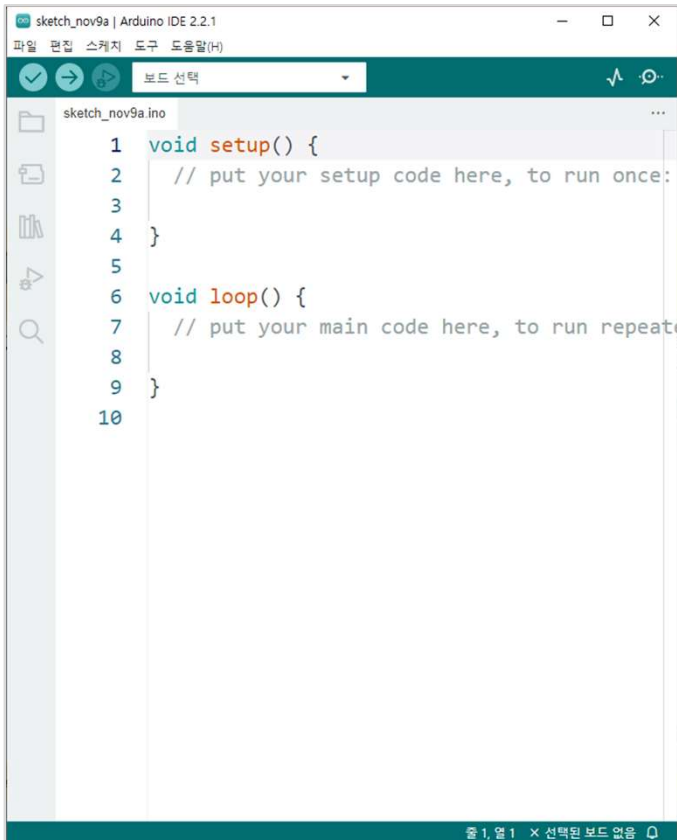 sketch_nov9a | Arduino IDE 2.2.1
파일 편집 스케치 도구 도움말(H)
보드 선택
sketch_nov9a.ino
1 void setup() {
2 // put your setup code here, to run once:
3
4 }
5
6 void loop() {
7 // put your main code here, to run repeate
8
9 }
10
줄 1, 열 1 × 선택된 보드 없음